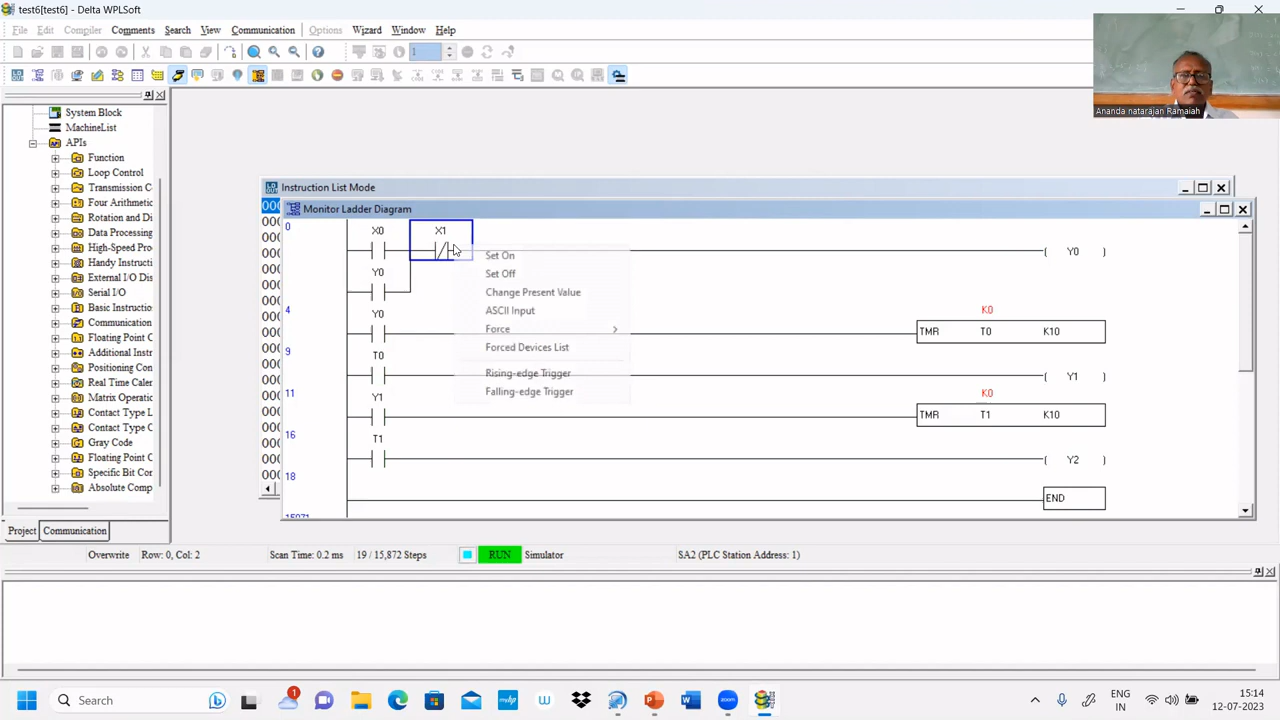 test6[test6] - Delta WPLSoft
File Edit Compiler Comments Search View Communication Options Wizard Window Help
1
Ananda natarajan Ramaiah
System Block
MachineList
APIs
Function
Loop Control
Transmission C
Four Arithmetic
Rotation and Di
Data Processing
High-Speed Pro
Handy Instructi
External I/O Dis
Serial I/O
Basic Instructio
Communication
Floating Point C
Additional Instr
Positioning Con
Real Time Caler
Matrix Operatio
Contact Type L
Contact Type C
Gray Code
Floating Point C
Specific Bit Cor
Absolute Comp
Project Communication
Instruction List Mode
000
Monitor Ladder Diagram
0 X0 X1
Y0
Y0
4 Y0 K0
TMR T0 K10
9 T0
Y1
11 Y1 K0
TMR T1 K10
16 T1
Y2
18
END
Set On
Set Off
Change Present Value
ASCII Input
Force
Forced Devices List
Rising-edge Trigger
Falling-edge Trigger
Overwrite Row: 0, Col: 2 Scan Time: 0.2 ms 19 / 15,872 Steps RUN Simulator SA2 (PLC Station Address: 1)
Search
1
ENG
IN
15:14
12-07-2023